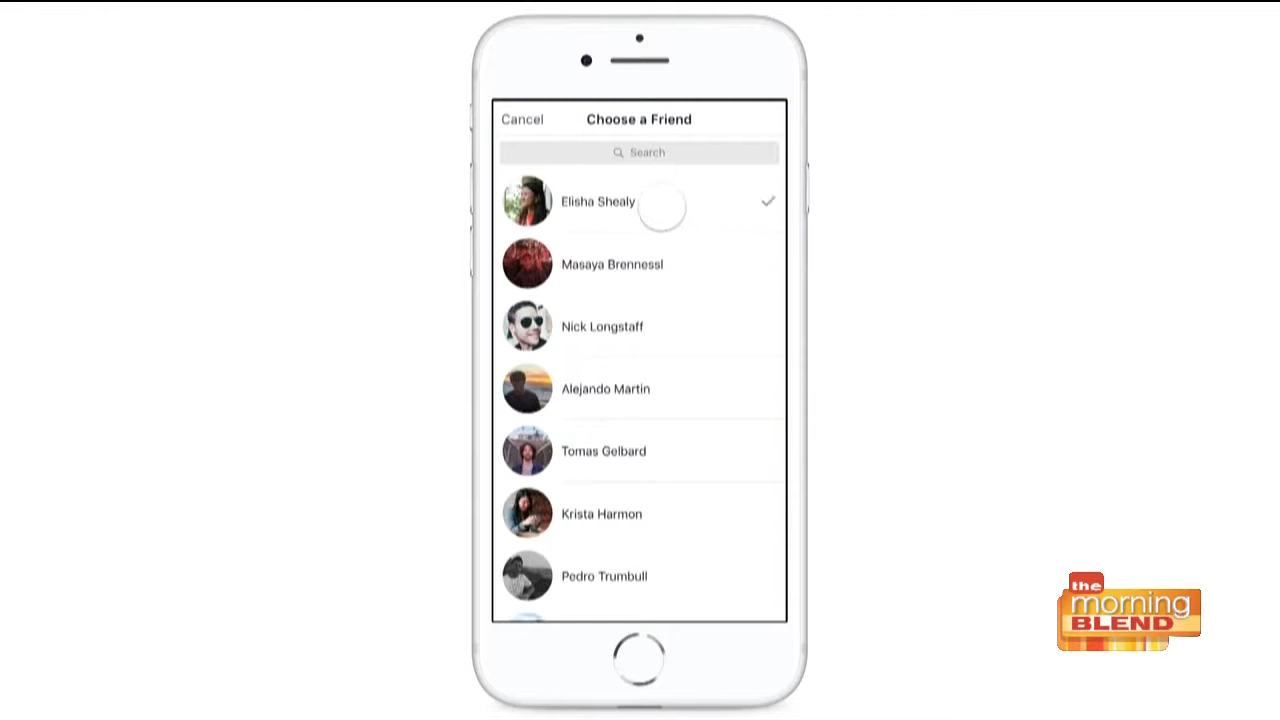 Cancel
Choose a Friend
Search
Elisha Shealy
Masaya Brennessl
Nick Longstaff
Alejando Martin
Tomas Gelbard
Krista Harmon
Pedro Trumbull
the
morning
BLEND